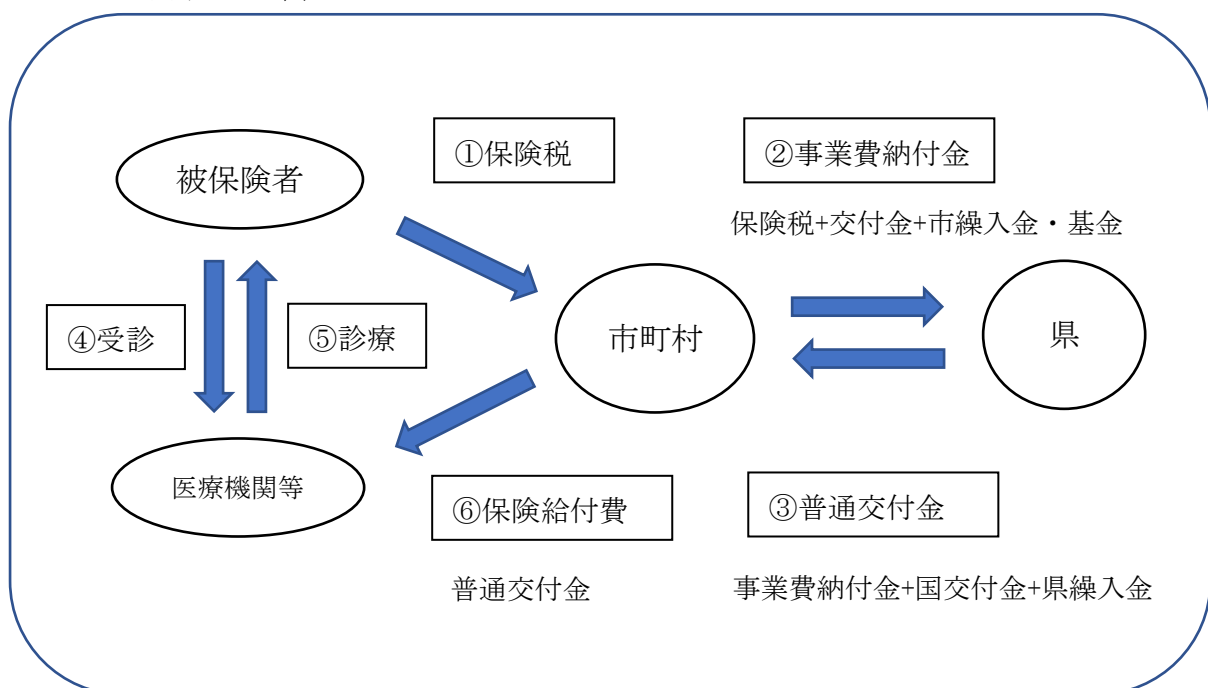 ①保険税
②事業費納付金
被保険者
保険税+交付金+市繰入金・基金
④受診
⑤診療
市町村
県
医療機関等
⑥保険給付費
③普通交付金
普通交付金
事業費納付金+国交付金+県繰入金